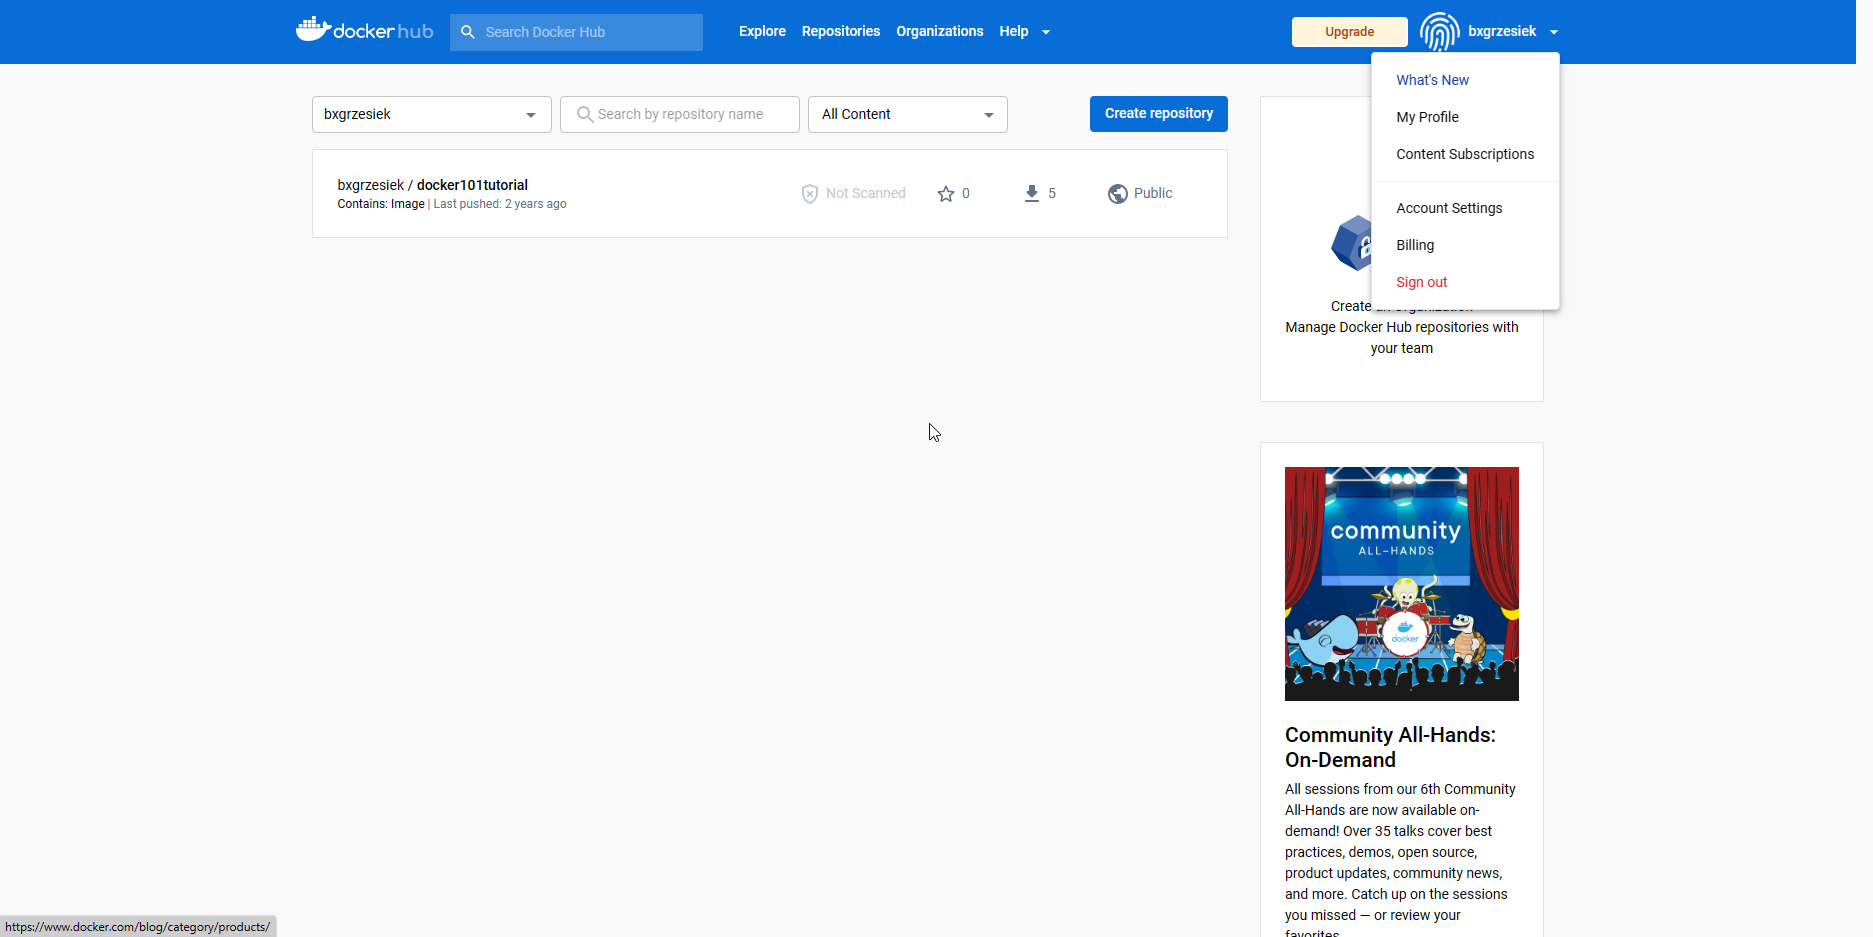 docker hub
Search Docker Hub
Explore
Repositories
Organizations
Help
Upgrade
bxgrzesiek
What's New
My Profile
Content Subscriptions
Account Settings
Billing
Sign out
bxgrzesiek
Search by repository name
All Content
Create repository
bxgrzesiek / docker101tutorial
Contains: Image | Last pushed: 2 years ago
Not Scanned
0
5
Public
Create an Organization
Manage Docker Hub repositories with
your team
community
ALL-HANDS
docker
Community All-Hands:
On-Demand
All sessions from our 6th Community
All-Hands are now available on-
demand! Over 35 talks cover best
practices, demos, open source,
product updates, community news,
and more. Catch up on the sessions
you missed — or review your
favorites.
https://www.docker.com/blog/category/products/